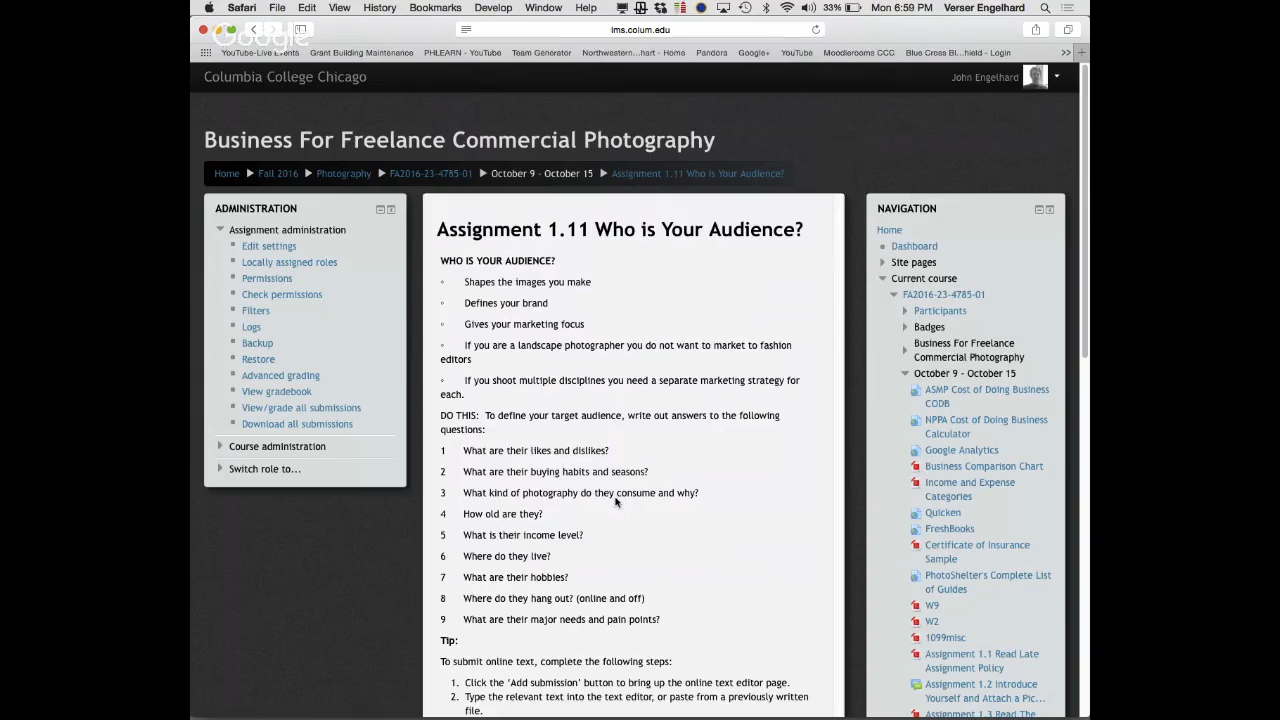 Safari File Edit View History Bookmarks Develop Window Help 33% Mon 6:59 PM Verser Engelhard
Google
lms.colum.edu
YouTube-Live Events Grant Building Maintenance PHLEARN - YouTube Team Generator Northwestern...hart - Home Pandora Google+ YouTube Moodlerooms CCC Blue Cross Bl...hield - Login
Columbia College Chicago
John Engelhard
Business For Freelance Commercial Photography
Home Fall 2016 Photography FA2016-23-4785-01 October 9 - October 15 Assignment 1.11 Who is Your Audience?
ADMINISTRATION
Assignment administration
Edit settings
Locally assigned roles
Permissions
Check permissions
Filters
Logs
Backup
Restore
Advanced grading
View gradebook
View/grade all submissions
Download all submissions
Course administration
Switch role to...
Assignment 1.11 Who is Your Audience?
WHO IS YOUR AUDIENCE?
Shapes the images you make
Defines your brand
Gives your marketing focus
If you are a landscape photographer you do not want to market to fashion
editors
If you shoot multiple disciplines you need a separate marketing strategy for
each.
DO THIS: To define your target audience, write out answers to the following
questions:
1 What are their likes and dislikes?
2 What are their buying habits and seasons?
3 What kind of photography do they consume and why?
4 How old are they?
5 What is their income level?
6 Where do they live?
7 What are their hobbies?
8 Where do they hang out? (online and off)
9 What are their major needs and pain points?
Tip:
To submit online text, complete the following steps:
1. Click the 'Add submission' button to bring up the online text editor page.
2. Type the relevant text into the text editor, or paste from a previously written
file.
NAVIGATION
Home
Dashboard
Site pages
Current course
FA2016-23-4785-01
Participants
Badges
Business For Freelance
Commercial Photography
October 9 - October 15
ASMP Cost of Doing Business
CODB
NPPA Cost of Doing Business
Calculator
Google Analytics
Business Comparison Chart
Income and Expense
Categories
Quicken
FreshBooks
Certificate of Insurance
Sample
PhotoShelter's Complete List
of Guides
W9
W2
1099misc
Assignment 1.1 Read Late
Assignment Policy
Assignment 1.2 Introduce
Yourself and Attach a Pic...
Assignment 1.3 Read The